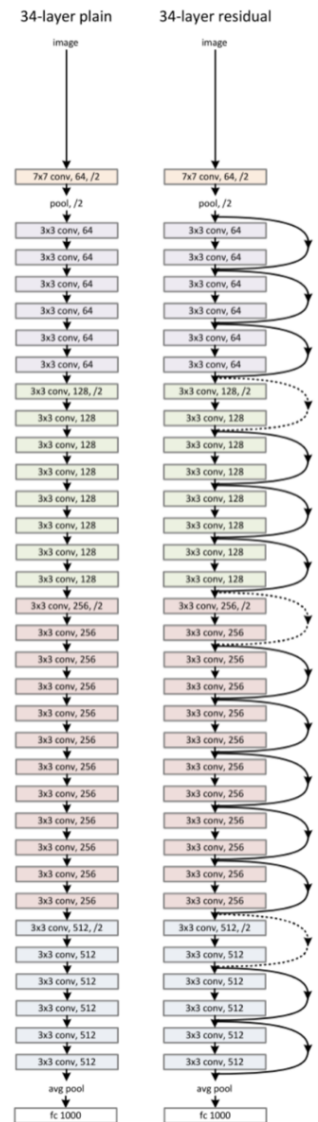 34-layer plain
image
7x7 conv, 64, /2
pool, /2
3x3 conv, 64
3x3 conv, 64
3x3 conv, 64
3x3 conv, 64
3x3 conv, 64
3x3 conv, 64
3x3 conv, 128, /2
3x3 conv, 128
3x3 conv, 128
3x3 conv, 128
3x3 conv, 128
3x3 conv, 128
3x3 conv, 128
3x3 conv, 128
3x3 conv, 256, /2
3x3 conv, 256
3x3 conv, 256
3x3 conv, 256
3x3 conv, 256
3x3 conv, 256
3x3 conv, 256
3x3 conv, 256
3x3 conv, 256
3x3 conv, 256
3x3 conv, 256
3x3 conv, 256
3x3 conv, 512, /2
3x3 conv, 512
3x3 conv, 512
3x3 conv, 512
3x3 conv, 512
3x3 conv, 512
avg pool
fc 1000
34-layer residual
image
7x7 conv, 64, /2
pool, /2
3x3 conv, 64
3x3 conv, 64
3x3 conv, 64
3x3 conv, 64
3x3 conv, 64
3x3 conv, 64
3x3 conv, 128, /2
3x3 conv, 128
3x3 conv, 128
3x3 conv, 128
3x3 conv, 128
3x3 conv, 128
3x3 conv, 128
3x3 conv, 128
3x3 conv, 256, /2
3x3 conv, 256
3x3 conv, 256
3x3 conv, 256
3x3 conv, 256
3x3 conv, 256
3x3 conv, 256
3x3 conv, 256
3x3 conv, 256
3x3 conv, 256
3x3 conv, 256
3x3 conv, 256
3x3 conv, 512, /2
3x3 conv, 512
3x3 conv, 512
3x3 conv, 512
3x3 conv, 512
3x3 conv, 512
avg pool
fc 1000